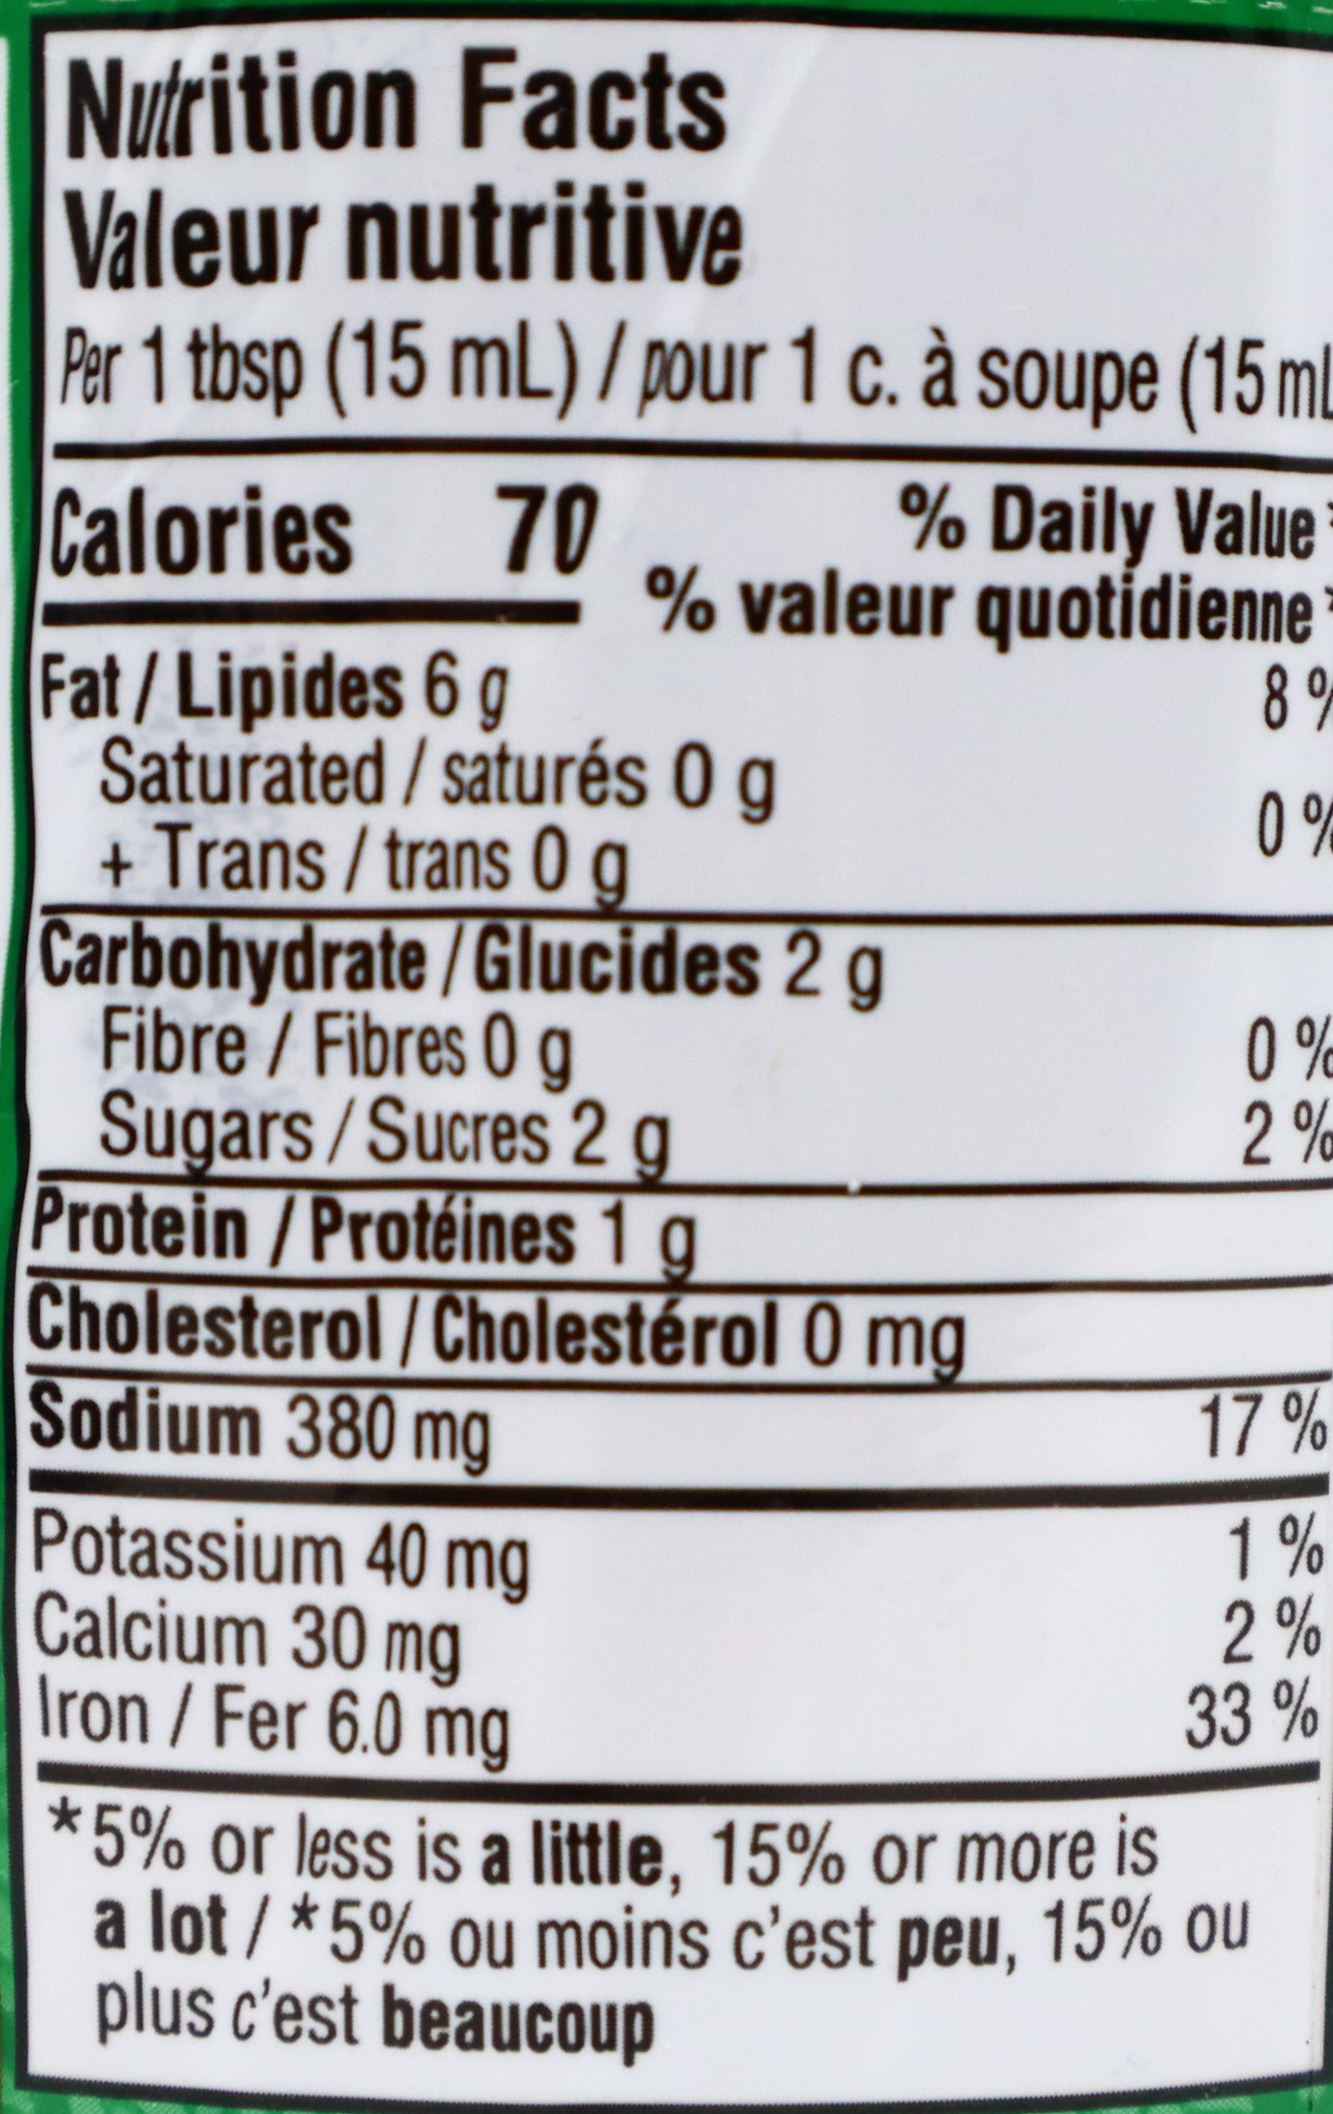 Nutrition Facts
Valeur nutritive
Per 1 tbsp (15 mL) / pour 1 c. à soupe (15 mL
Calories 70 % Daily Value*
% valeur quotidienne*
Fat / Lipides 6 g 8 %
Saturated / saturés 0 g
+ Trans / trans 0 g 0 %
Carbohydrate / Glucides 2 g
Fibre / Fibres 0 g 0 %
Sugars / Sucres 2 g 2 %
Protein / Protéines 1 g
Cholesterol / Cholestérol 0 mg
Sodium 380 mg 17 %
Potassium 40 mg 1 %
Calcium 30 mg 2 %
Iron / Fer 6.0 mg 33 %
*5% or less is a little, 15% or more is
a lot / *5% ou moins c'est peu, 15% ou
plus c'est beaucoup